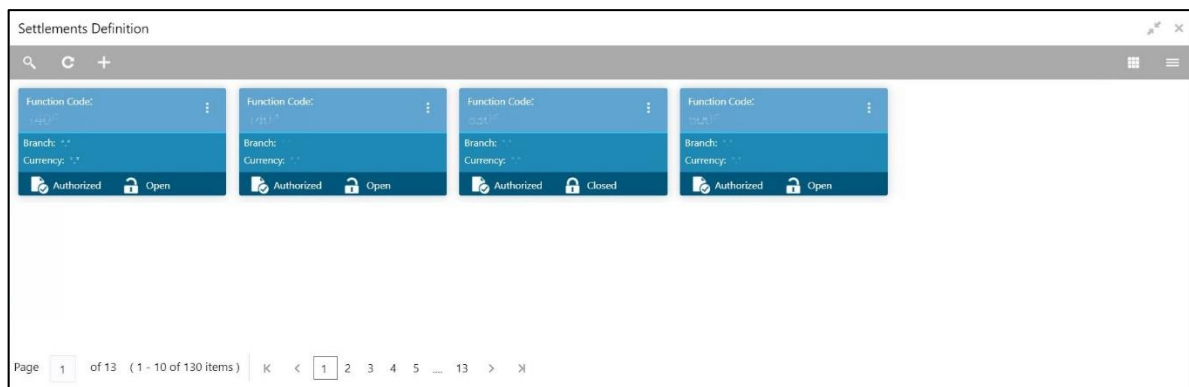 Settlements Definition
Function Code: Function Code: Function Code: Function Code:
Branch: *.* Branch: Branch: Branch:
Currency: *.* Currency: Currency: Currency:
Authorized Open Authorized Open Authorized Closed Authorized Open
Page 1 of 13 ( 1 - 10 of 130 items ) K < 1 2 3 4 5 ... 13 > >|